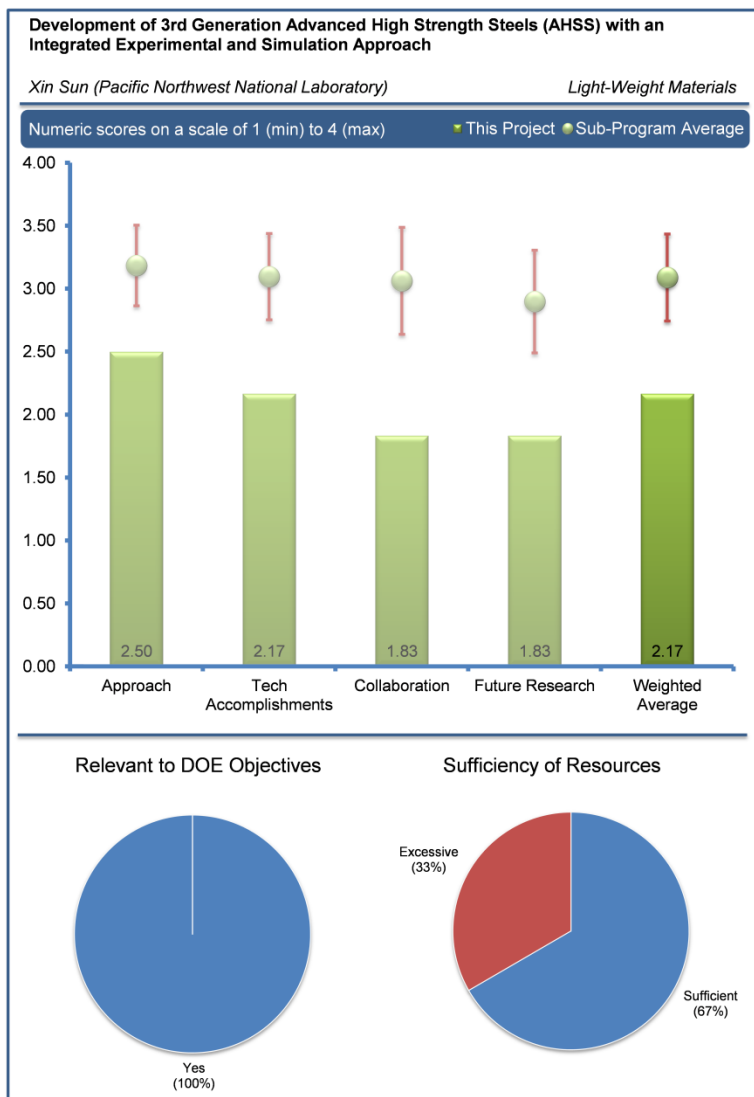 Development of 3rd Generation Advanced High Strength Steels (AHSS) with an
Integrated Experimental and Simulation Approach
Xin Sun (Pacific Northwest National Laboratory) Light-Weight Materials
Numeric scores on a scale of 1 (min) to 4 (max) This Project Sub-Program Average
4.00
3.50
3.00
2.50
2.00
1.50
1.00
0.50
0.00
2.50 2.17 1.83 1.83 2.17
Approach Tech Collaboration Future Research Weighted
Accomplishments Average
Relevant to DOE Objectives Sufficiency of Resources
Excessive
(33%)
Sufficient
(67%)
Yes
(100%)